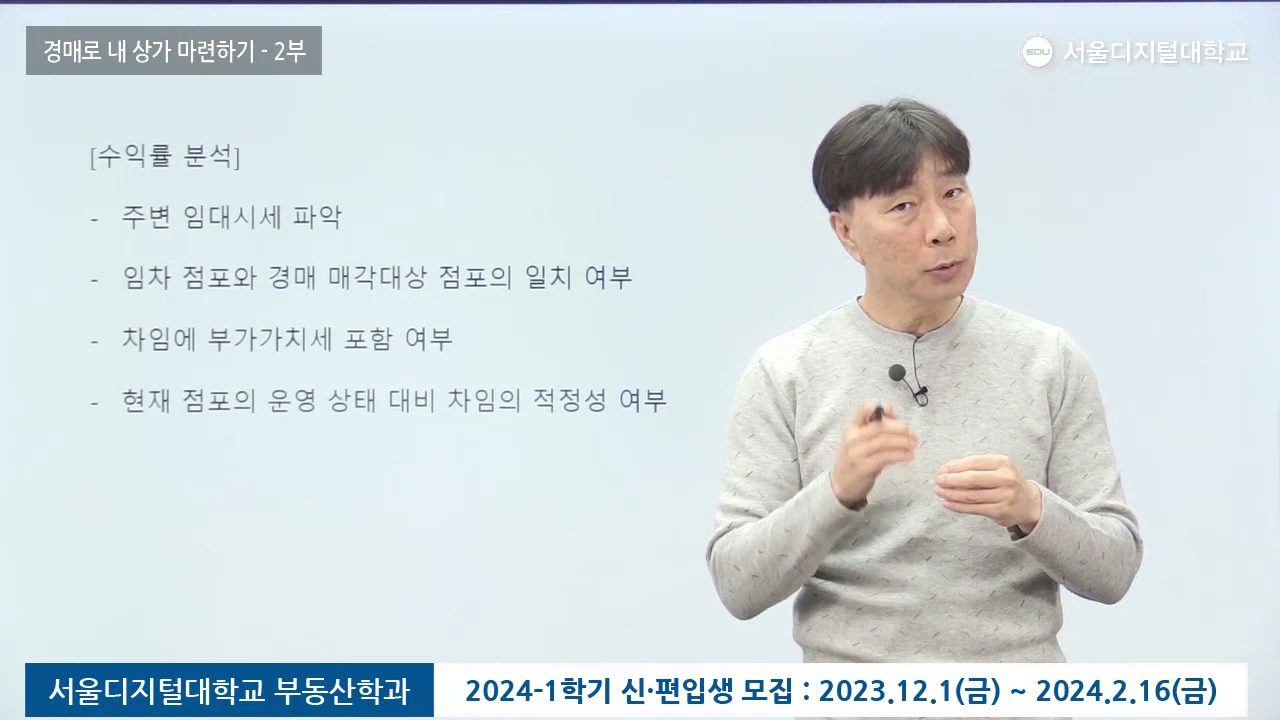 경매로 내 상가 마련하기 - 2부
SDU 서울디지털대학교
[수익률 분석]
- 주변 임대시세 파악
- 임차 점포와 경매 매각대상 점포의 일치 여부
- 차임에 부가가치세 포함 여부
- 현재 점포의 운영 상태 대비 차임의 적정성 여부
서울디지털대학교 부동산학과
2024-1학기 신·편입생 모집 : 2023.12.1(금) ~ 2024.2.16(금)